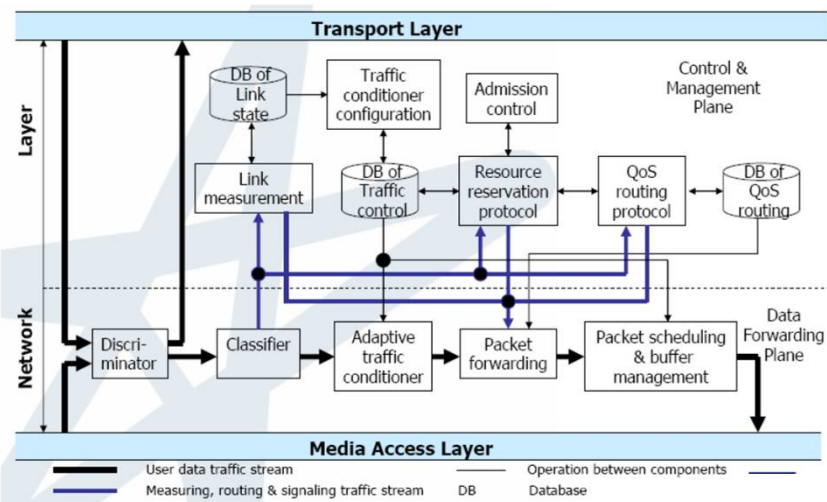 Transport Layer
Layer
Network
DB of
Link
state
Traffic
conditioner
configuration
Admission
control
Control &
Management
Plane
Link
measurement
DB of
Traffic
control
Resource
reservation
protocol
QoS
routing
protocol
DB of
QoS
routing
Discri-
minator
Classifier
Adaptive
traffic
conditioner
Packet
forwarding
Packet scheduling
& buffer
management
Data
Forwarding
Plane
Media Access Layer
User data traffic stream
Operation between components
Measuring, routing & signaling traffic stream
DB
Database